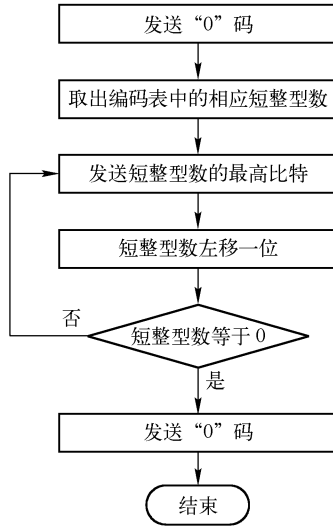 发送“0”码
取出编码表中的相应短整型数
发送短整型数的最高比特
短整型数左移一位
否
短整型数等于0
是
发送“0”码
结束